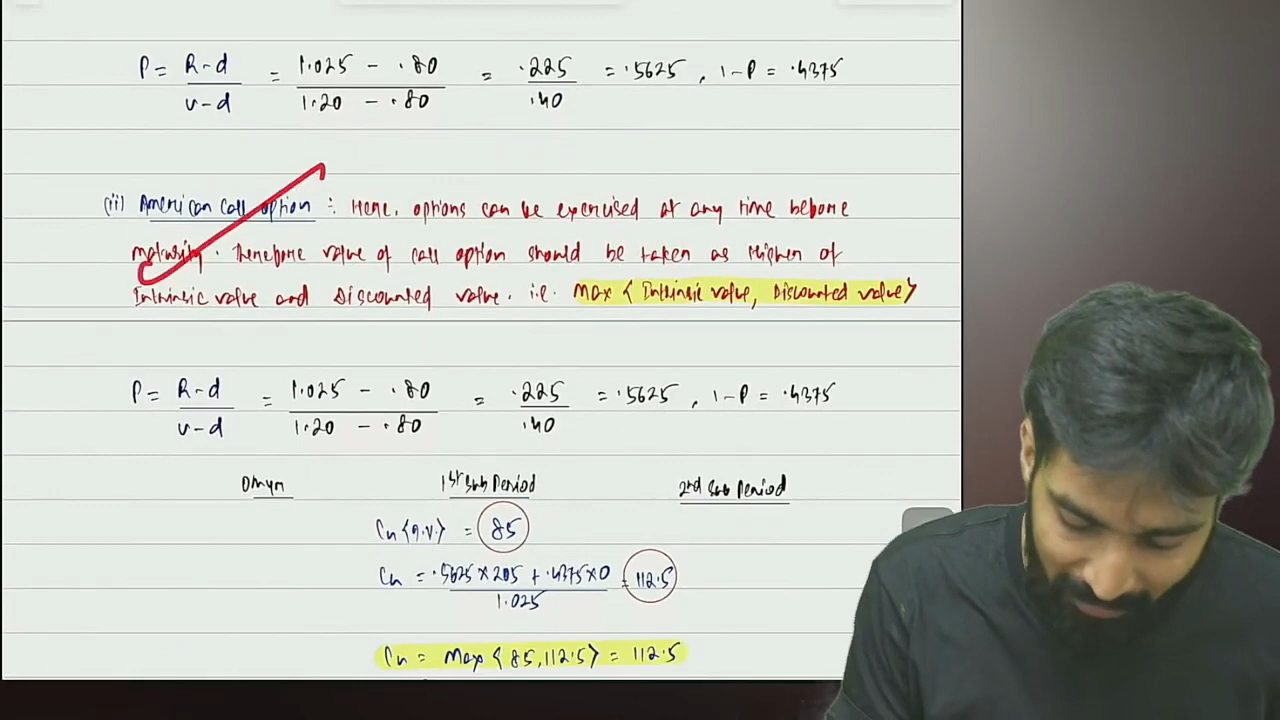 P = R-d / u-d = 1.025 - .80 / 1.20 - .80 = .225 / .40 = .5625 , 1-P = .4375
(ii) American Call option : Here, options can be exercised at any time before
maturity. Therefore value of call option should be taken as Higher of
Intrinsic value and Discounted value. i.e. Max { Intrinsic value, Discounted value}
P = R-d / u-d = 1.025 - .80 / 1.20 - .80 = .225 / .40 = .5625 , 1-P = .4375
1st Sub Period 2nd Sub Period
Cu = 85
Cu = .5625 x 205 + .4375 x 0 / 1.025 = 112.5
Cu = Max {85, 112.5} = 112.5